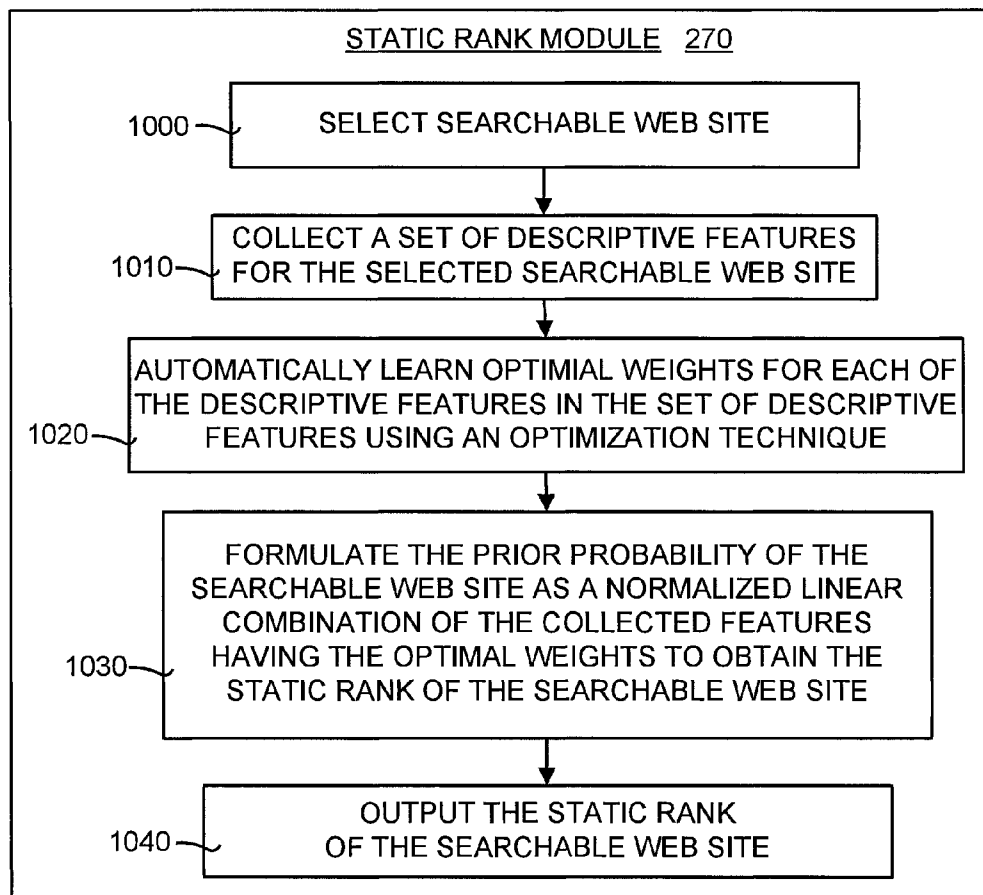 STATIC RANK MODULE 270
1000
SELECT SEARCHABLE WEB SITE
1010
COLLECT A SET OF DESCRIPTIVE FEATURES
FOR THE SELECTED SEARCHABLE WEB SITE
1020
AUTOMATICALLY LEARN OPTIMIAL WEIGHTS FOR EACH OF
THE DESCRIPTIVE FEATURES IN THE SET OF DESCRIPTIVE
FEATURES USING AN OPTIMIZATION TECHNIQUE
1030
FORMULATE THE PRIOR PROBABILITY OF THE
SEARCHABLE WEB SITE AS A NORMALIZED LINEAR
COMBINATION OF THE COLLECTED FEATURES
HAVING THE OPTIMAL WEIGHTS TO OBTAIN THE
STATIC RANK OF THE SEARCHABLE WEB SITE
1040
OUTPUT THE STATIC RANK
OF THE SEARCHABLE WEB SITE